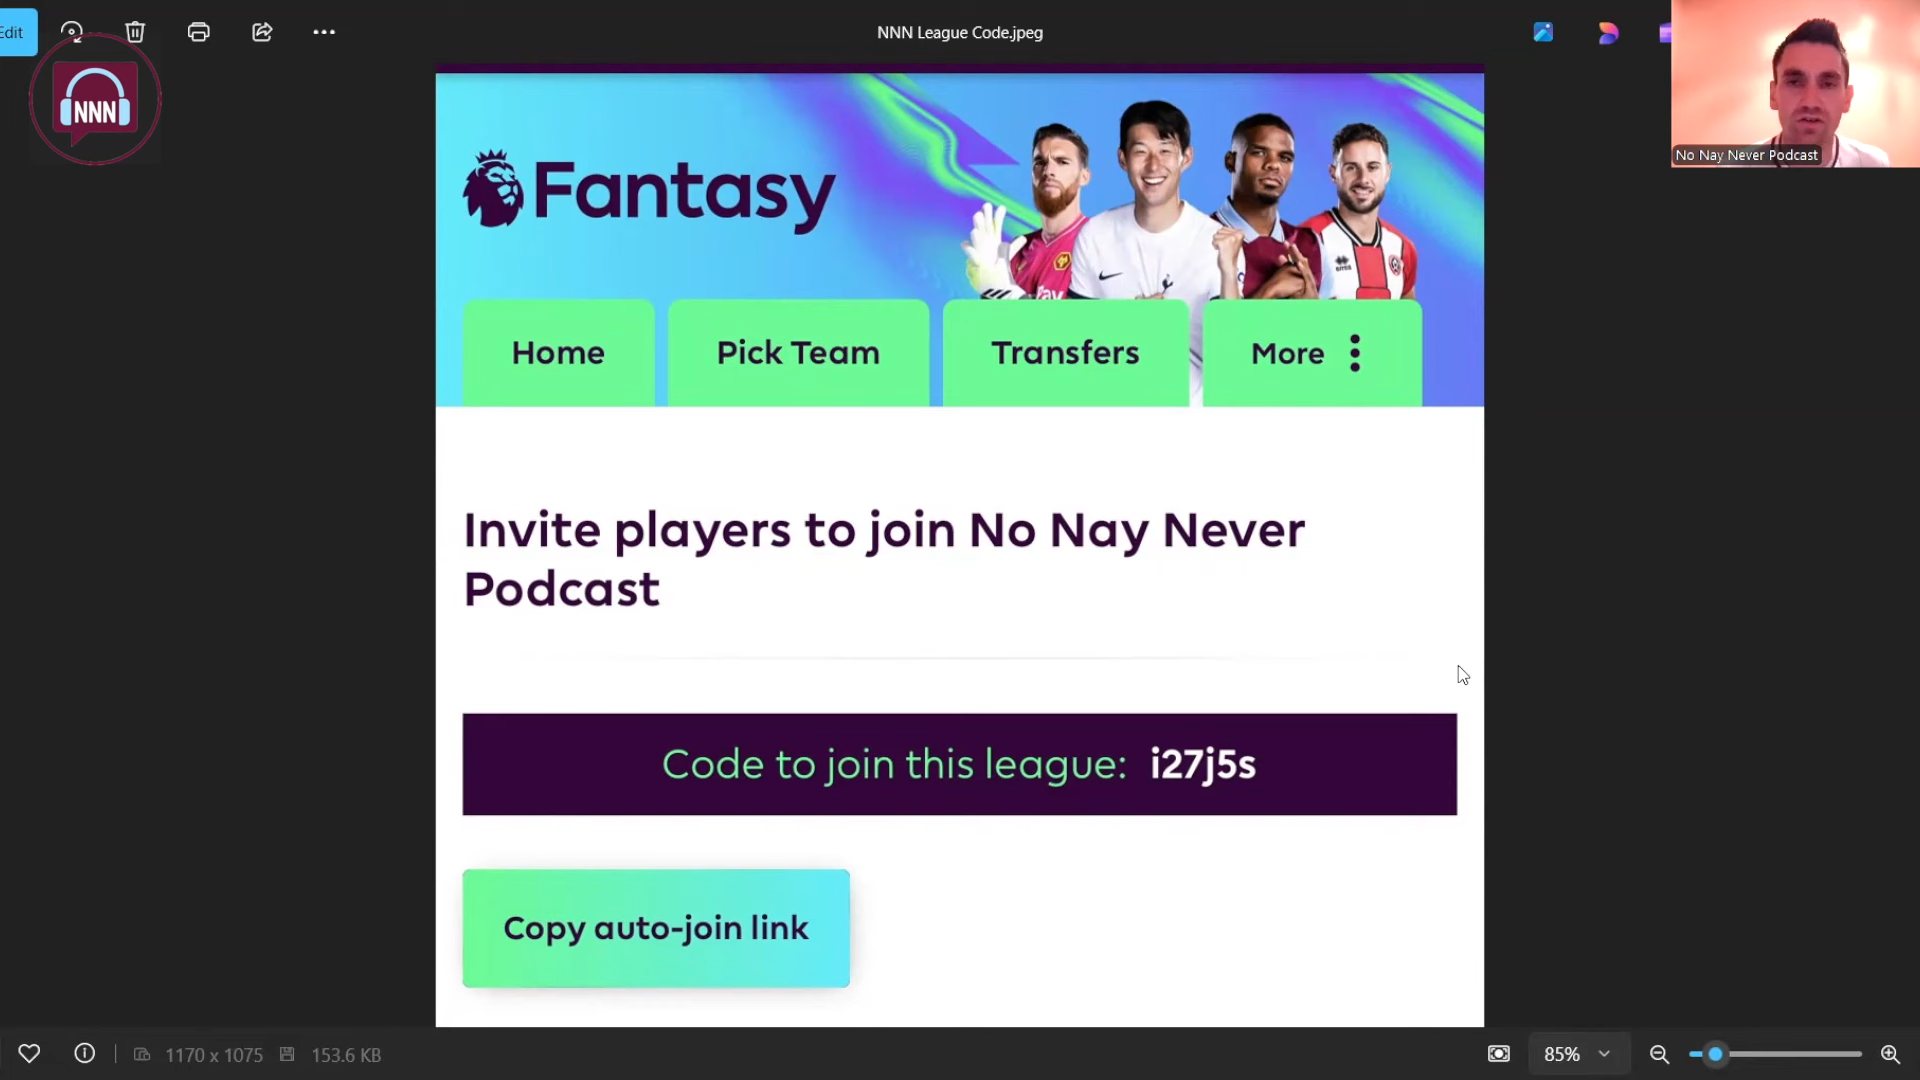 Edit
NNN League Code.jpeg
NNN
No Nay Never Podcast
Fantasy
Home
Pick Team
Transfers
More
Invite players to join No Nay Never
Podcast
Code to join this league: i27j5s
Copy auto-join link
1170 x 1075
153.6 KB
85%